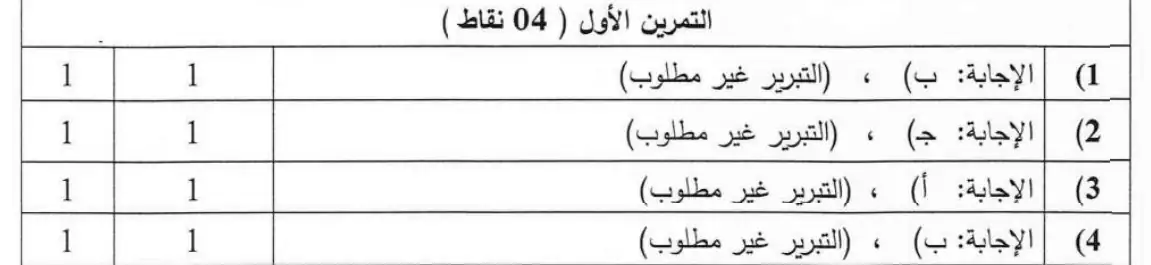 التمرين الأول ( 04 نقاط )
1) الإجابة: ب) ، (التبرير غير مطلوب) 1 1
2) الإجابة: جـ) ، (التبرير غير مطلوب) 1 1
3) الإجابة: أ) ، (التبرير غير مطلوب) 1 1
4) الإجابة: ب) ، (التبرير غير مطلوب) 1 1